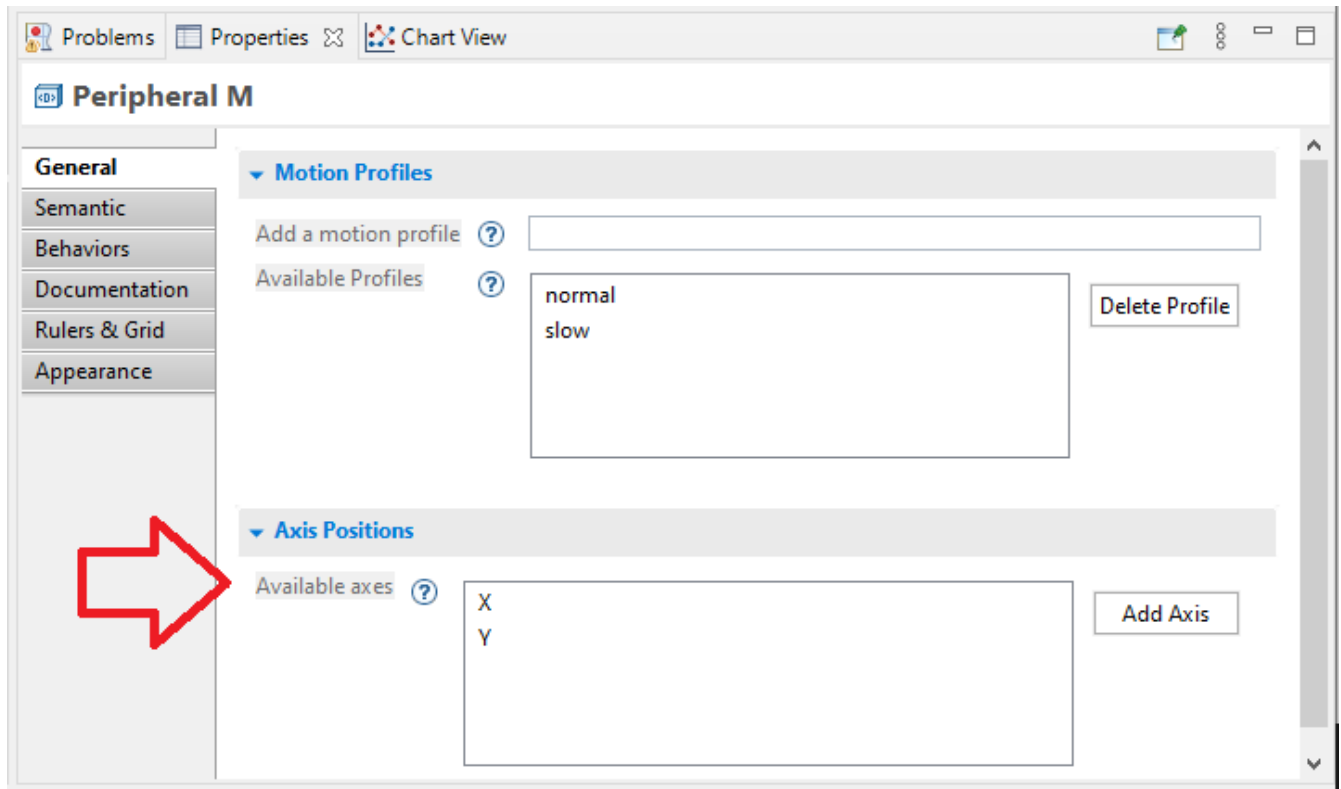 Problems Properties Chart View
Peripheral M
General
Semantic
Behaviors
Documentation
Rulers & Grid
Appearance
Motion Profiles
Add a motion profile ?
Available Profiles ?
normal
slow
Delete Profile
Axis Positions
Available axes ?
X
Y
Add Axis